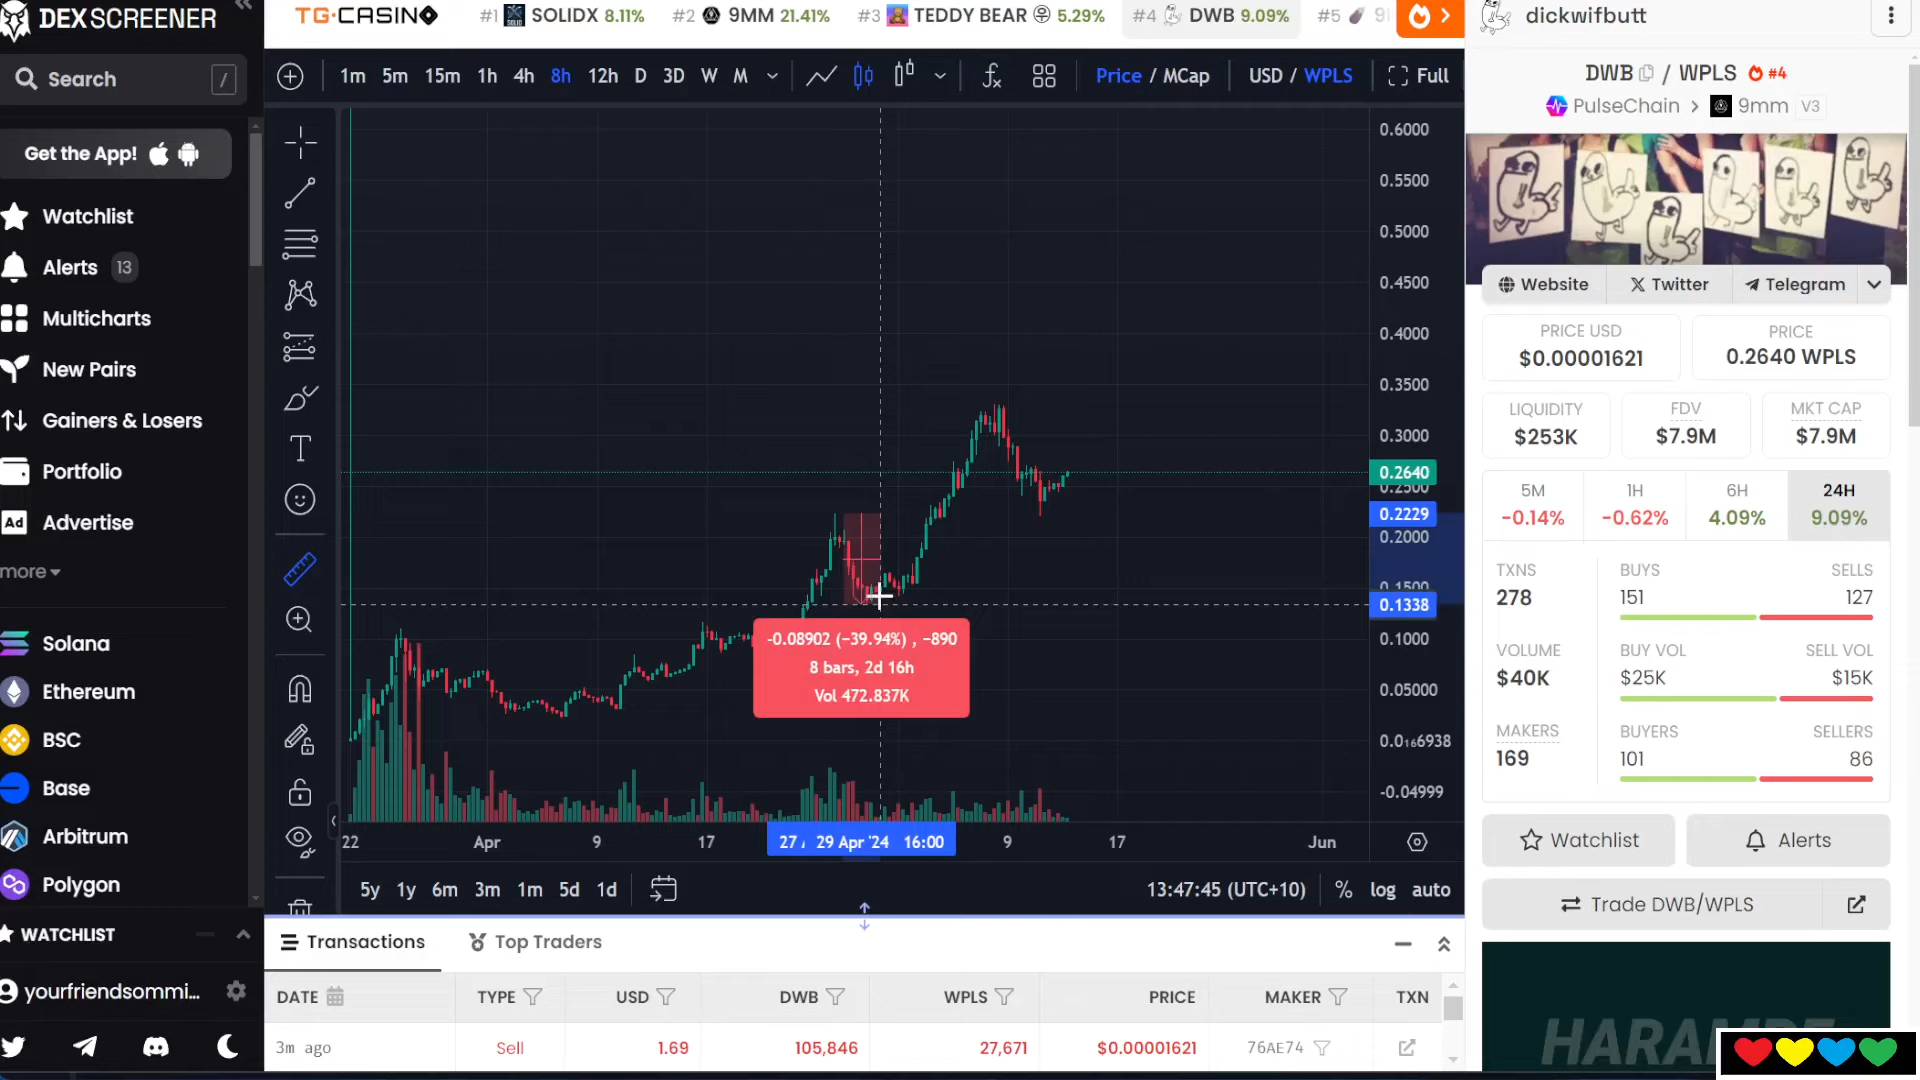 DEX SCREENER
Search
/
Get the App!
Watchlist
Alerts 13
Multicharts
New Pairs
Gainers & Losers
Portfolio
Ad Advertise
more
Solana
Ethereum
BSC
Base
Arbitrum
Polygon
WATCHLIST
yourfriendsommi...
TG.CASINO
#1 SOLIDX 8.11%
#2 9MM 21.41%
#3 TEDDY BEAR 5.29%
#4 DWB 9.09%
#5
1m 5m 15m 1h 4h 8h 12h D 3D W M
Price / MCap
USD / WPLS
Full
0.6000
0.5500
0.5000
0.4500
0.4000
0.3500
0.3000
0.2640
0.2500
0.2229
0.2000
0.1500
0.1338
0.1000
0.05000
0.0₁₆6938
-0.04999
-0.08902 (−39.94%) , −890
8 bars, 2d 16h
Vol 472.837K
22 Apr 9 17 27 29 Apr '24 16:00 9 17 Jun
5y 1y 6m 3m 1m 5d 1d
13:47:45 (UTC+10) % log auto
Transactions
Top Traders
DATE TYPE USD DWB WPLS PRICE MAKER TXN
3m ago Sell 1.69 105,846 27,671 $0.00001621 76AE74
dickwifbutt
DWB / WPLS #4
PulseChain > 9mm V3
Website
Twitter
Telegram
PRICE USD
$0.00001621
PRICE
0.2640 WPLS
LIQUIDITY
$253K
FDV
$7.9M
MKT CAP
$7.9M
5M
-0.14%
1H
-0.62%
6H
4.09%
24H
9.09%
TXNS
278
BUYS
151
SELLS
127
VOLUME
$40K
BUY VOL
$25K
SELL VOL
$15K
MAKERS
169
BUYERS
101
SELLERS
86
Watchlist
Alerts
Trade DWB/WPLS